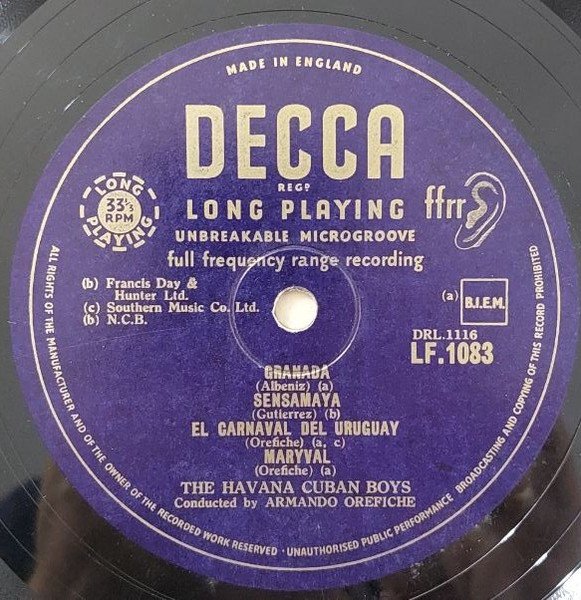 MADE IN ENGLAND
DECCA
REGD
LONG PLAYING
ffrr
UNBREAKABLE MICROGROOVE
full frequency range recording
LONG
33⅓
RPM
PLAYING
(b) Francis Day &
Hunter Ltd.
(c) Southern Music Co. Ltd.
(b) N.C.B.
(a) B.I.E.M.
DRL.1116
LF.1083
GRANADA
(Albeniz) (a)
SENSAMAYA
(Gutierrez) (b)
EL CARNAVAL DEL URUGUAY
(Orefiche) (a, c)
MARYVAL
(Orefiche) (a)
THE HAVANA CUBAN BOYS
Conducted by ARMANDO OREFICHE
ALL RIGHTS OF THE MANUFACTURER AND OF THE OWNER OF THE RECORDED WORK RESERVED · UNAUTHORISED PUBLIC PERFORMANCE BROADCASTING AND COPYING OF THIS RECORD PROHIBITED